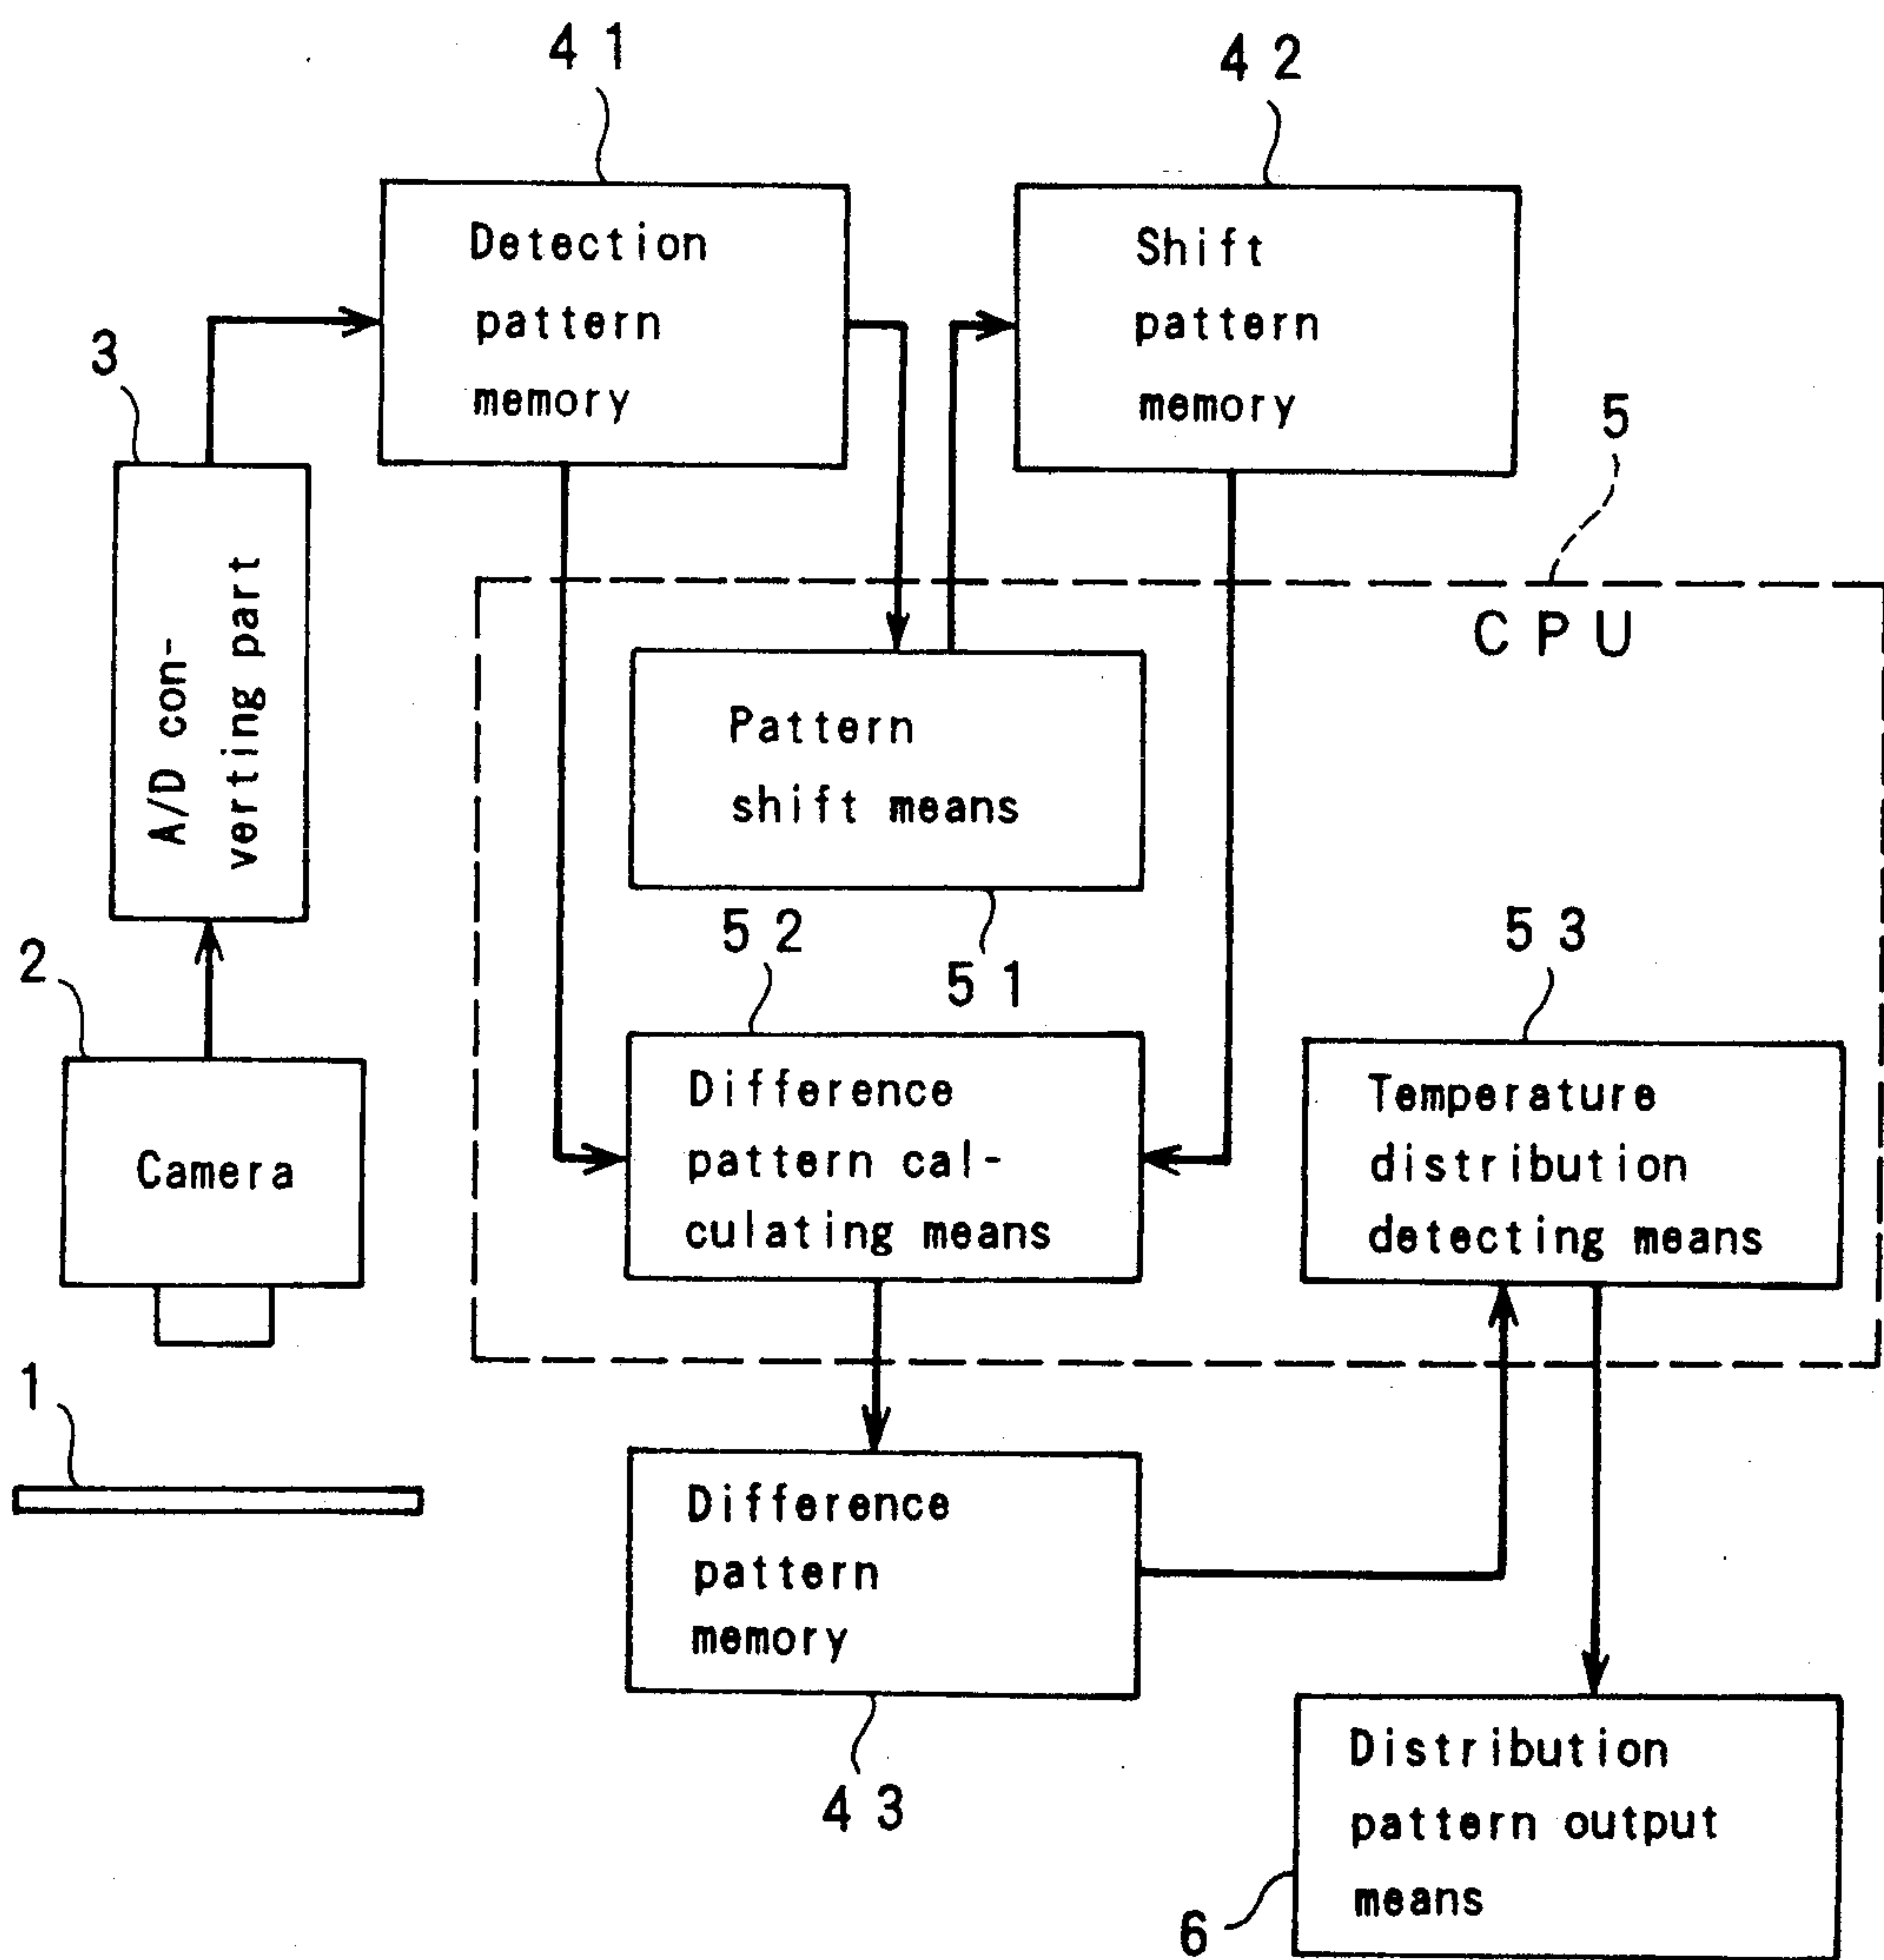 41
42
Detection
pattern
memory
Shift
pattern
memory
3
5
A/D con-
verting part
CPU
Pattern
shift means
52
51
53
2
Camera
Difference
pattern cal-
culating means
Temperature
distribution
detecting means
1
Difference
pattern
memory
43
Distribution
pattern output
means
6